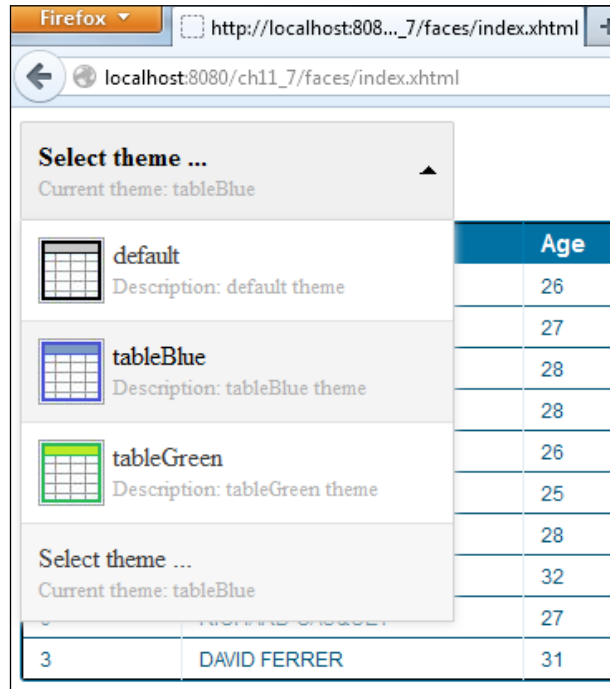 Firefox
http://localhost:808..._7/faces/index.xhtml
localhost:8080/ch11_7/faces/index.xhtml
Select theme ...
Current theme: tableBlue
Age
default
Description: default theme
26
27
tableBlue
Description: tableBlue theme
28
28
tableGreen
Description: tableGreen theme
26
25
28
Select theme ...
Current theme: tableBlue
32
27
3 DAVID FERRER 31